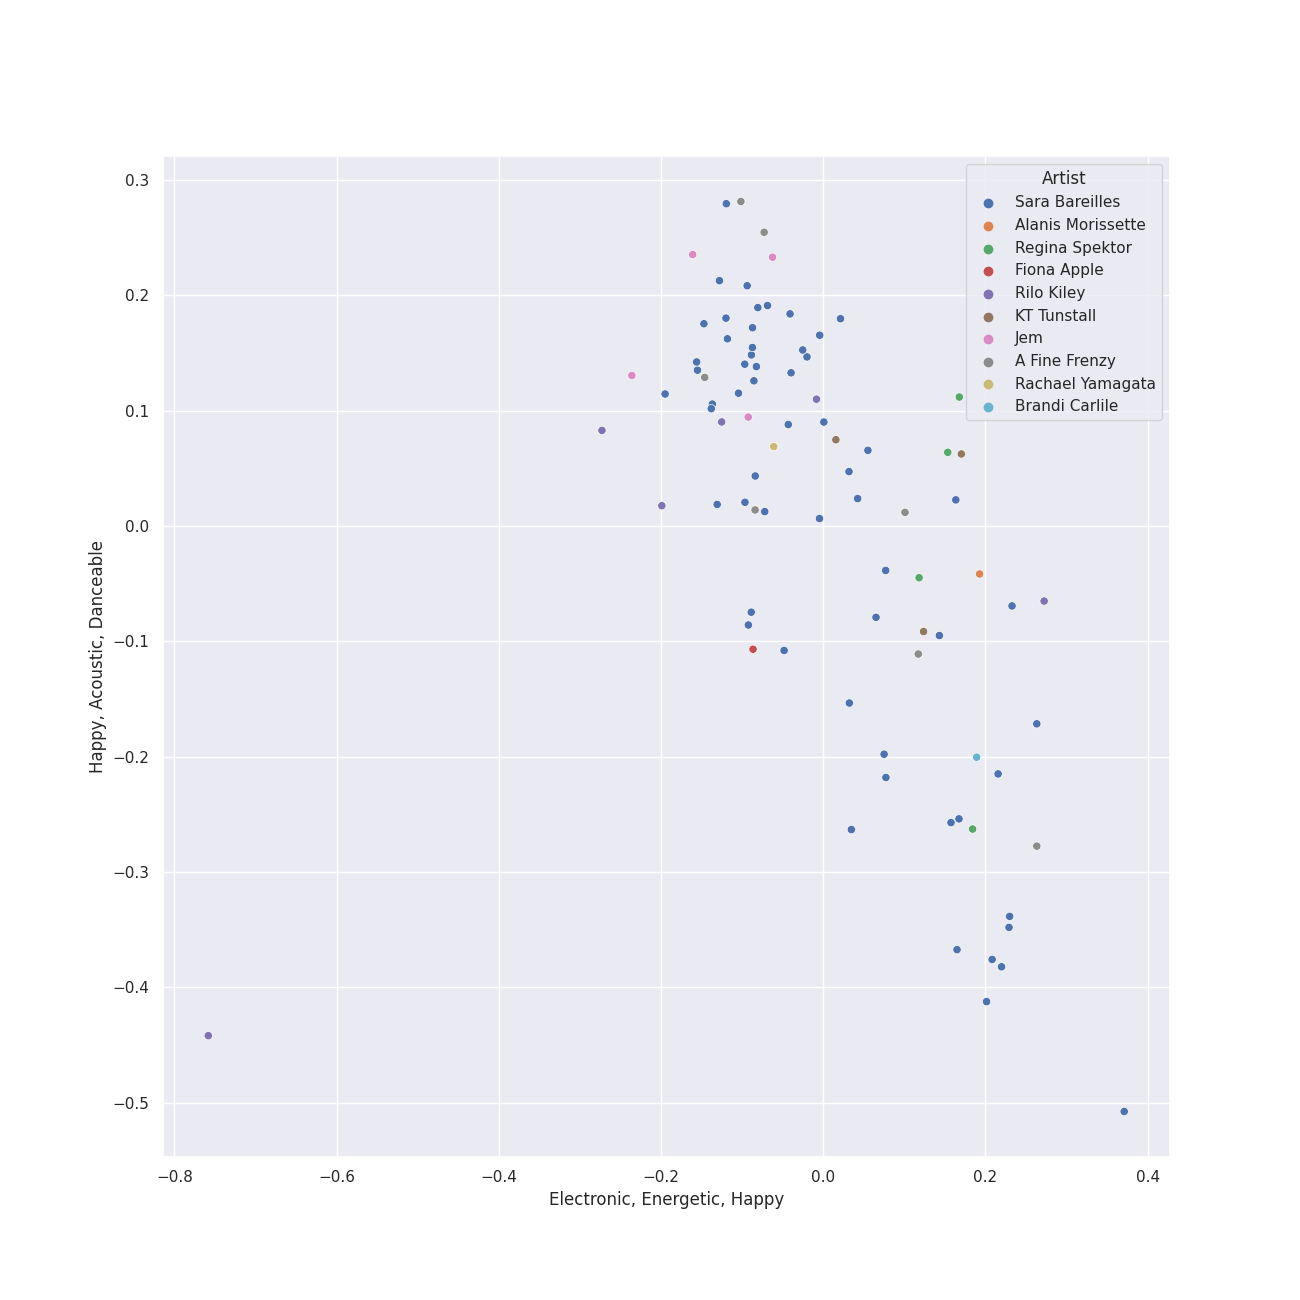 0.3
0.2
0.1
0.0
−0.1
−0.2
−0.3
−0.4
−0.5
Happy, Acoustic, Danceable
−0.8 −0.6 −0.4 −0.2 0.0 0.2 0.4
Electronic, Energetic, Happy
Artist
Sara Bareilles
Alanis Morissette
Regina Spektor
Fiona Apple
Rilo Kiley
KT Tunstall
Jem
A Fine Frenzy
Rachael Yamagata
Brandi Carlile